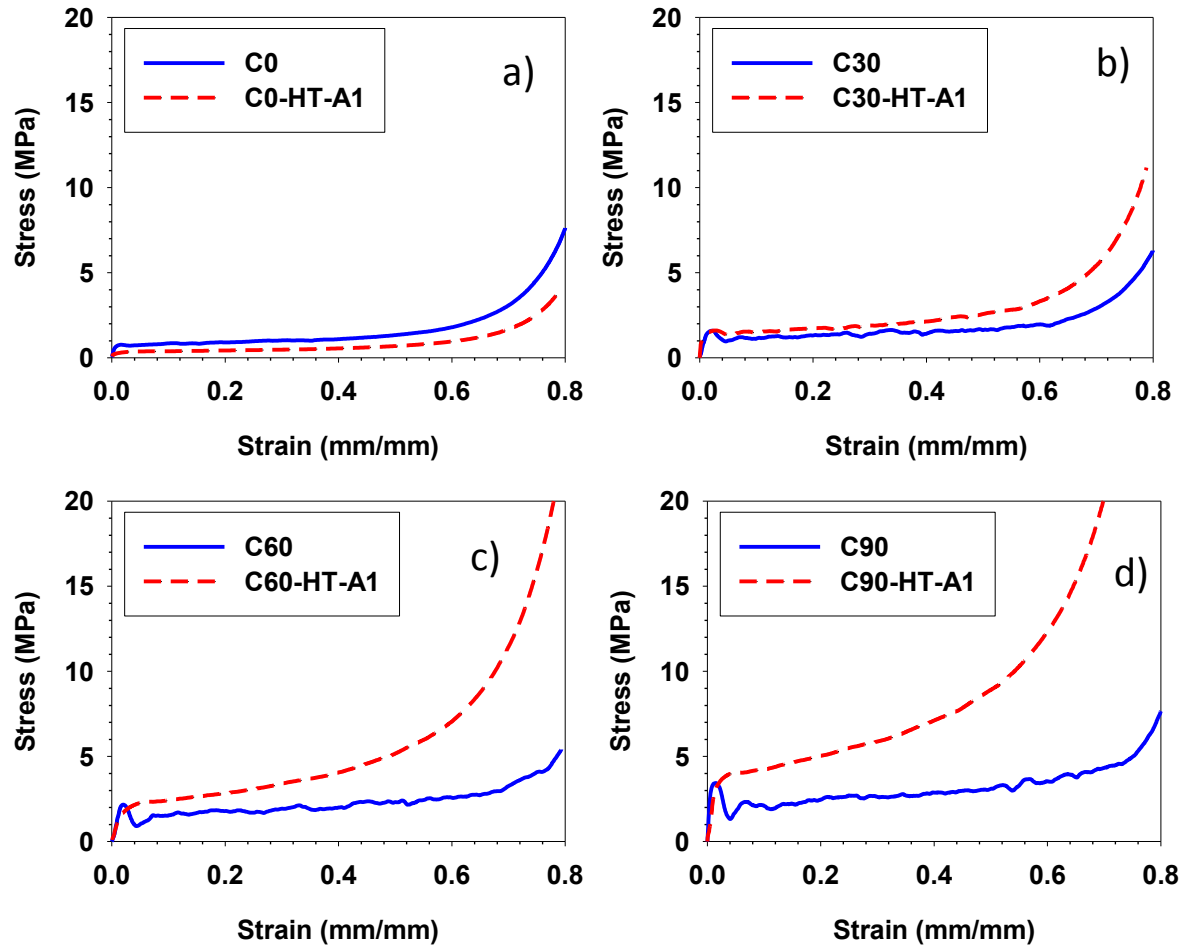 20
15
10
5
0
Stress (MPa)
C0
C0-HT-A1
a)
0.0 0.2 0.4 0.6 0.8
Strain (mm/mm)
20
15
10
5
0
Stress (MPa)
C30
C30-HT-A1
b)
0.0 0.2 0.4 0.6 0.8
Strain (mm/mm)
20
15
10
5
0
Stress (MPa)
C60
C60-HT-A1
c)
0.0 0.2 0.4 0.6 0.8
Strain (mm/mm)
20
15
10
5
0
Stress (MPa)
C90
C90-HT-A1
d)
0.0 0.2 0.4 0.6 0.8
Strain (mm/mm)